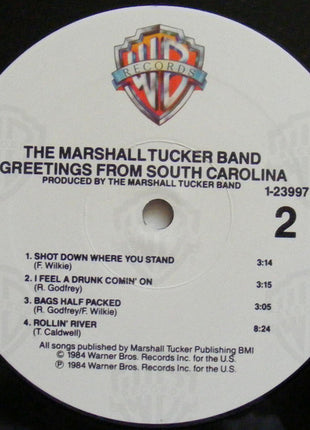 WB
RECORDS
THE MARSHALL TUCKER BAND
GREETINGS FROM SOUTH CAROLINA
PRODUCED BY THE MARSHALL TUCKER BAND
1-23997
2
1. SHOT DOWN WHERE YOU STAND 3:14
(F. Wilkie)
2. I FEEL A DRUNK COMIN' ON 3:15
(R. Godfrey)
3. BAGS HALF PACKED 3:05
(R. Godfrey/F. Wilkie)
4. ROLLIN' RIVER 8:24
(T. Caldwell)
All songs published by Marshall Tucker Publishing BMI
© 1984 Warner Bros. Records Inc. for the U.S.
℗ 1984 Warner Bros. Records Inc. for the U.S.